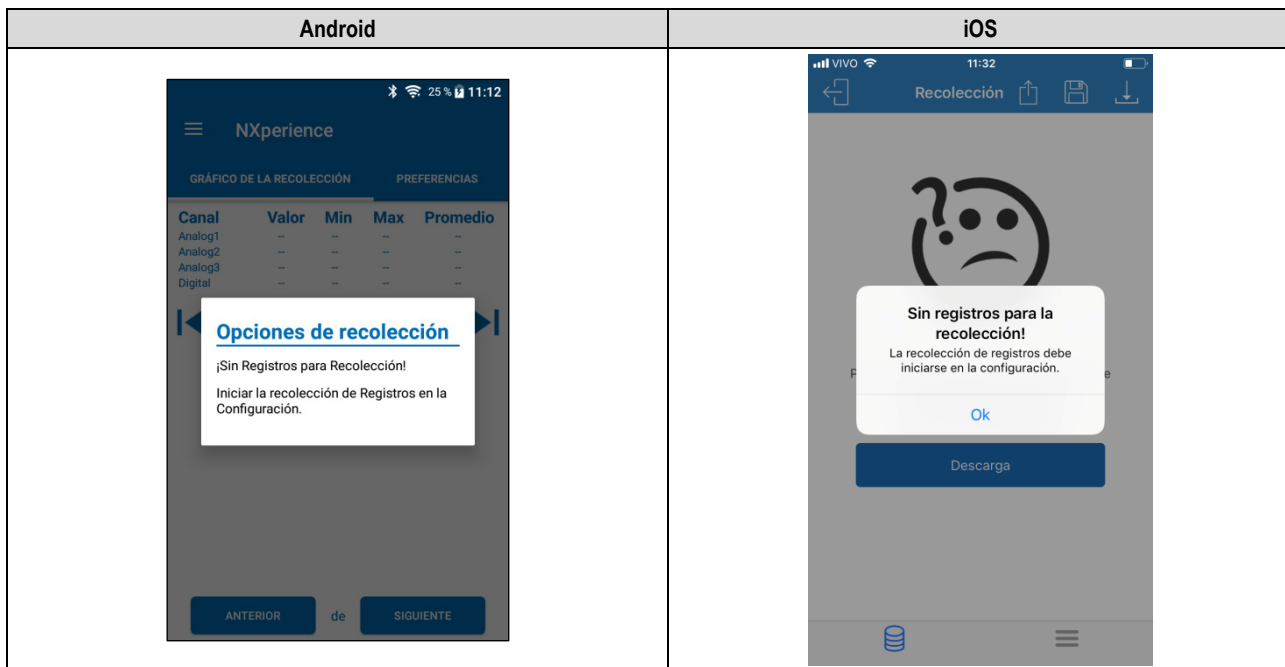 Android
iOS
25 % 11:12
NXperience
GRÁFICO DE LA RECOLECCIÓN PREFERENCIAS
Canal Valor Min Max Promedio
Analog1 -- -- -- --
Analog2 -- -- -- --
Analog3 -- -- -- --
Digital -- -- -- --
Opciones de recolección
¡Sin Registros para Recolección!
Iniciar la recolección de Registros en la
Configuración.
ANTERIOR de SIGUIENTE
VIVO 11:32
Recolección
Sin registros para la
recolección!
La recolección de registros debe
iniciarse en la configuración.
P e
Ok
Descarga